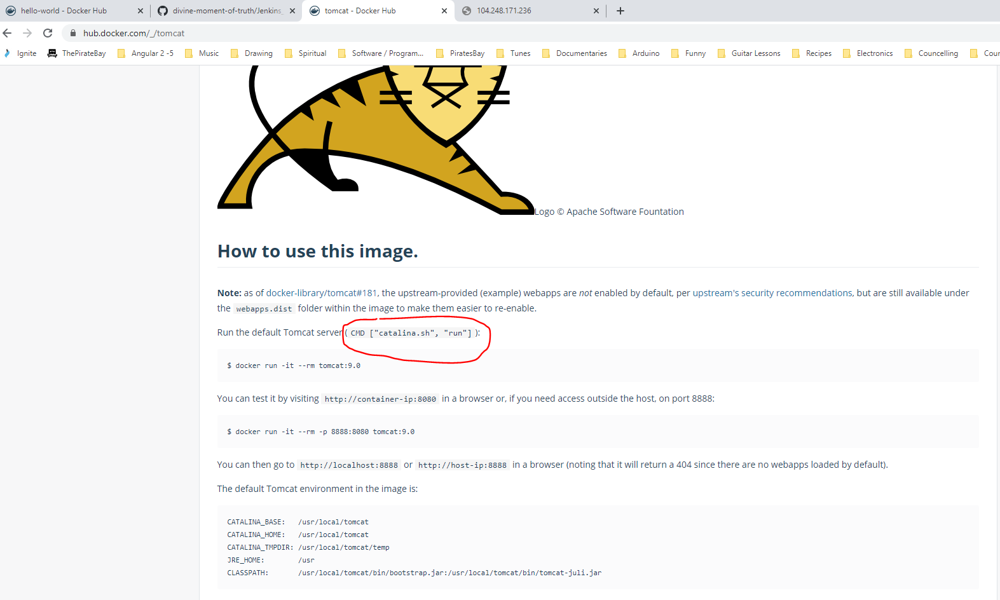 hello-world - Docker Hub
divine-moment-of-truth/Jenkins_
tomcat - Docker Hub
104.248.171.236
hub.docker.com/_/tomcat
Ignite ThePirateBay Angular 2 -5 Music Drawing Spiritual Software / Program... PiratesBay Tunes Documentaries Arduino Funny Guitar Lessons Recipes Electronics Councelling Cour
Logo © Apache Software Fountation
How to use this image.
Note: as of docker-library/tomcat#181, the upstream-provided (example) webapps are not enabled by default, per upstream's security recommendations, but are still available under
the webapps.dist folder within the image to make them easier to re-enable.
Run the default Tomcat server ( CMD ["catalina.sh", "run"] ):
$ docker run -it --rm tomcat:9.0
You can test it by visiting http://container-ip:8080 in a browser or, if you need access outside the host, on port 8888:
$ docker run -it --rm -p 8888:8080 tomcat:9.0
You can then go to http://localhost:8888 or http://host-ip:8888 in a browser (noting that it will return a 404 since there are no webapps loaded by default).
The default Tomcat environment in the image is:
CATALINA_BASE: /usr/local/tomcat
CATALINA_HOME: /usr/local/tomcat
CATALINA_TMPDIR: /usr/local/tomcat/temp
JRE_HOME: /usr
CLASSPATH: /usr/local/tomcat/bin/bootstrap.jar:/usr/local/tomcat/bin/tomcat-juli.jar